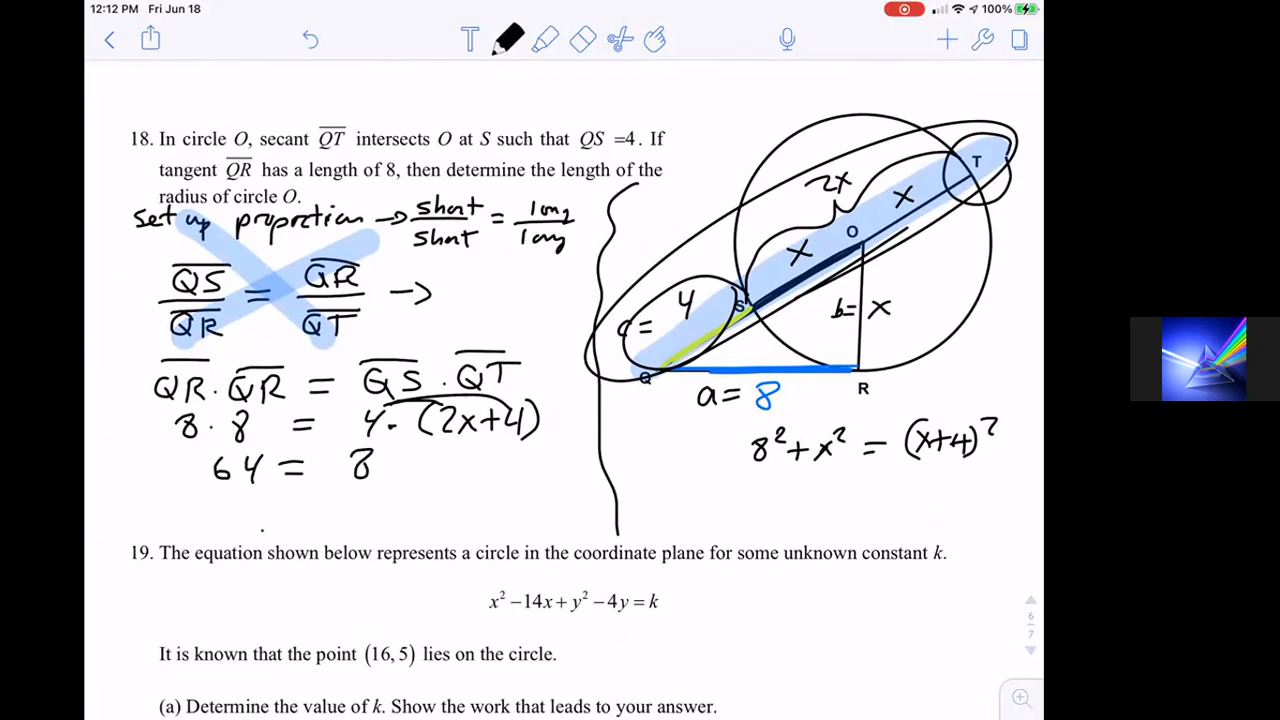 12:12 PM Fri Jun 18
100%
T
18. In circle O, secant QT intersects O at S such that QS =4. If
tangent QR has a length of 8, then determine the length of the
radius of circle O.
set up proportion → short/short = long/long
QS/QR = QR/QT →
QR · QR = QS · QT
8 · 8 = 4 · (2x+4)
64 = 8
T
2x
x
O
x
4
S
c =
b= x
Q
a = 8
R
8² + x² = (x+4)²
19. The equation shown below represents a circle in the coordinate plane for some unknown constant k.
x² −14x + y² −4y = k
6
7
It is known that the point (16, 5) lies on the circle.
(a) Determine the value of k. Show the work that leads to your answer.